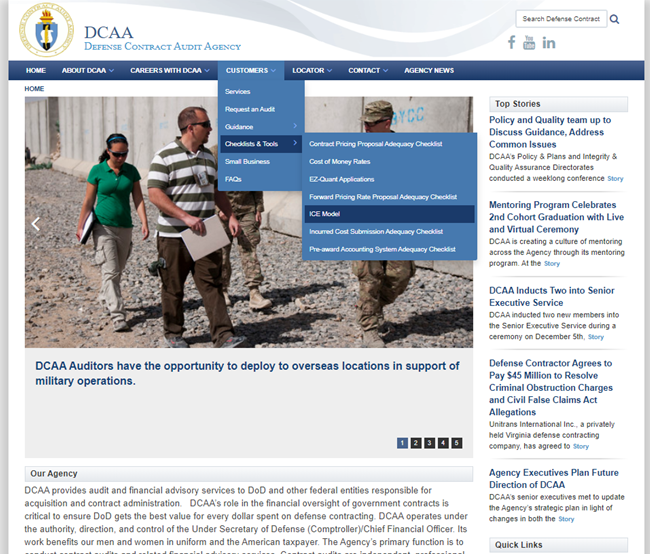 DCAA
DEFENSE CONTRACT AUDIT AGENCY
Search Defense Contract
HOME
ABOUT DCAA
CAREERS WITH DCAA
CUSTOMERS
LOCATOR
CONTACT
AGENCY NEWS
HOME
Services
Request an Audit
Guidance
Checklists & Tools
Small Business
FAQs
Contract Pricing Proposal Adequacy Checklist
Cost of Money Rates
EZ-Quant Applications
Forward Pricing Rate Proposal Adequacy Checklist
ICE Model
Incurred Cost Submission Adequacy Checklist
Pre-award Accounting System Adequacy Checklist
DCAA Auditors have the opportunity to deploy to overseas locations in support of
military operations.
1 2 3 4 5
Our Agency
DCAA provides audit and financial advisory services to DoD and other federal entities responsible for
acquisition and contract administration. DCAA's role in the financial oversight of government contracts is
critical to ensure DoD gets the best value for every dollar spent on defense contracting. DCAA operates under
the authority, direction, and control of the Under Secretary of Defense (Comptroller)/Chief Financial Officer. Its
work benefits our men and women in uniform and the American taxpayer. The Agency's primary function is to
Top Stories
Policy and Quality team up to
Discuss Guidance, Address
Common Issues
DCAA's Policy & Plans and Integrity &
Quality Assurance Directorates
conducted a weeklong conference Story
Mentoring Program Celebrates
2nd Cohort Graduation with Live
and Virtual Ceremony
DCAA is creating a culture of mentoring
across the Agency through its mentoring
program. At the Story
DCAA Inducts Two into Senior
Executive Service
DCAA inducted two new members into
the Senior Executive Service during a
ceremony on December 5th, Story
Defense Contractor Agrees to
Pay $45 Million to Resolve
Criminal Obstruction Charges
and Civil False Claims Act
Allegations
Unitrans International Inc., a privately
held Virginia defense contracting
company, has agreed to Story
Agency Executives Plan Future
Direction of DCAA
DCAA's senior executives met to update
the Agency's strategic plan in light of
changes in both the Story
Quick Links